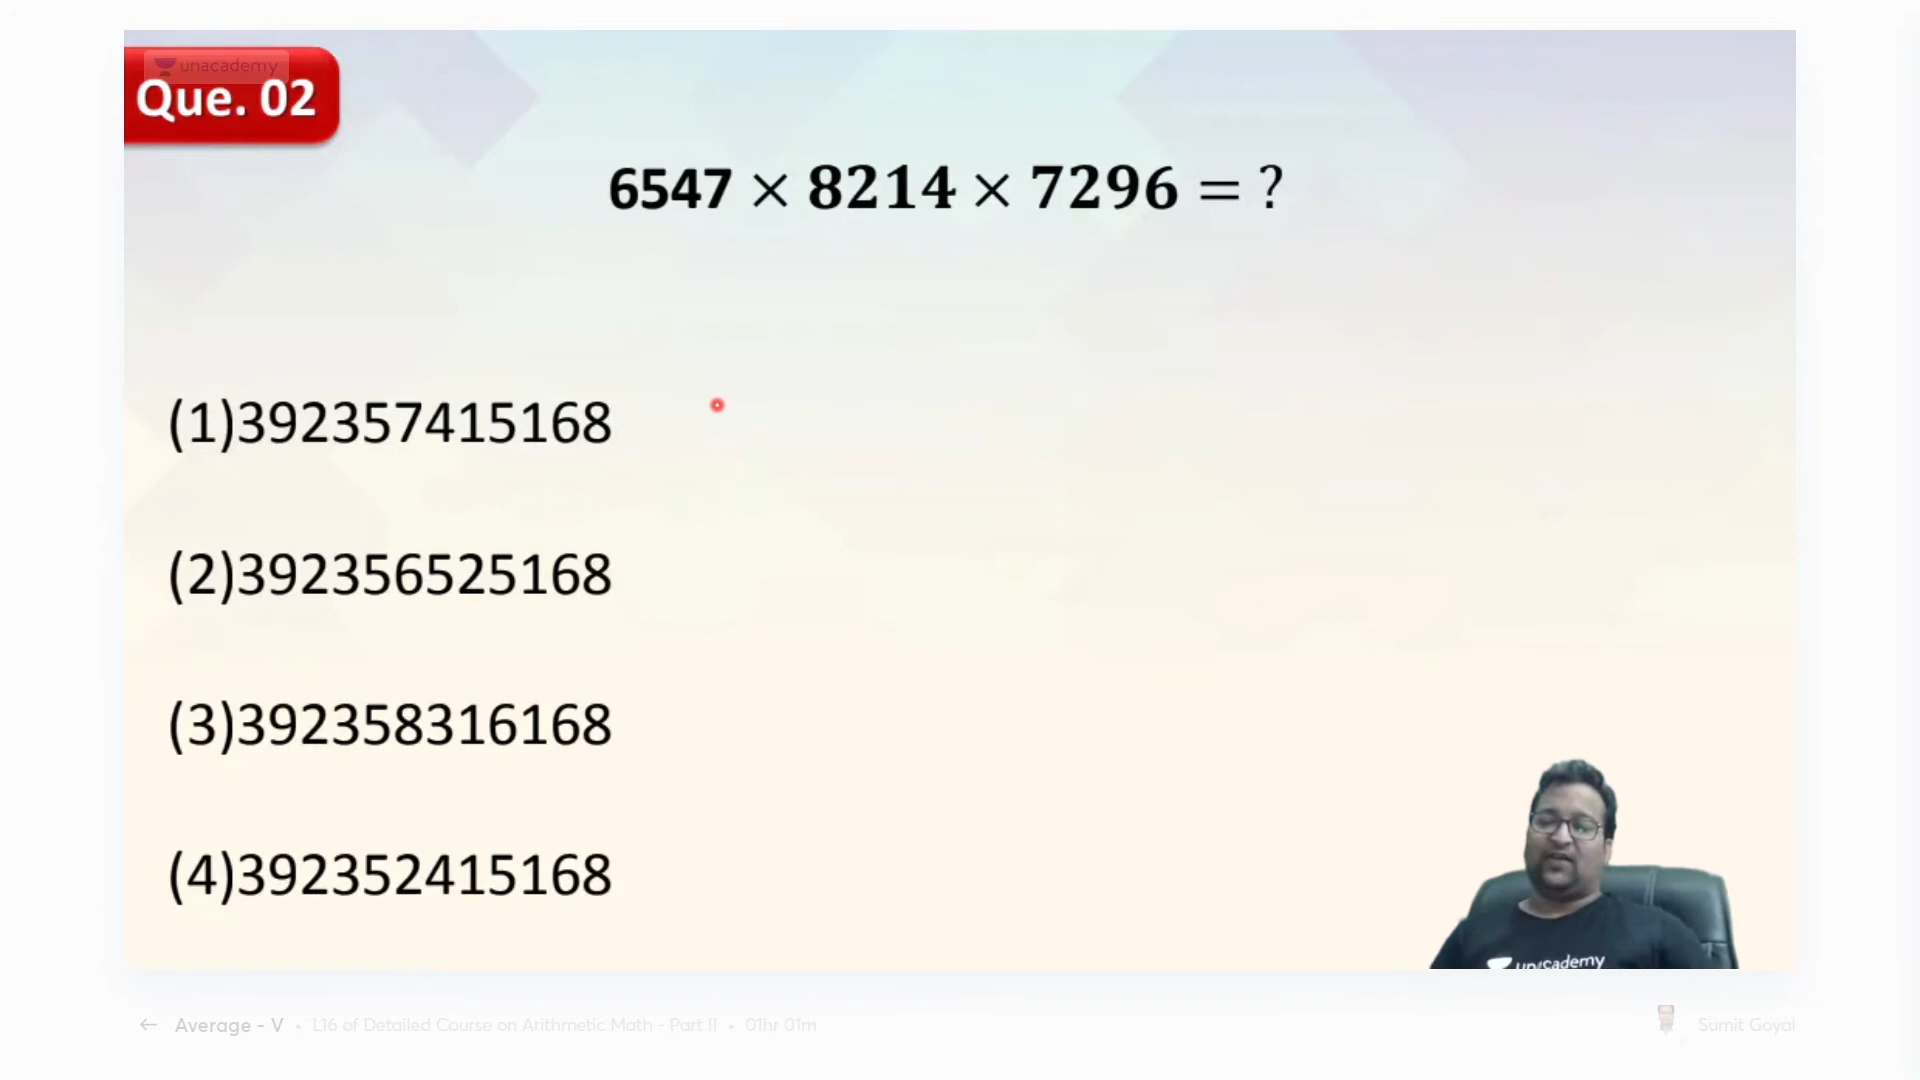 unacademy
Que. 02
6547 × 8214 × 7296 = ?
(1)392357415168
(2)392356525168
(3)392358316168
(4)392352415168
unacademy
← Average - V • L16 of Detailed Course on Arithmetic Math - Part II • 01hr 01m
Sumit Goyal